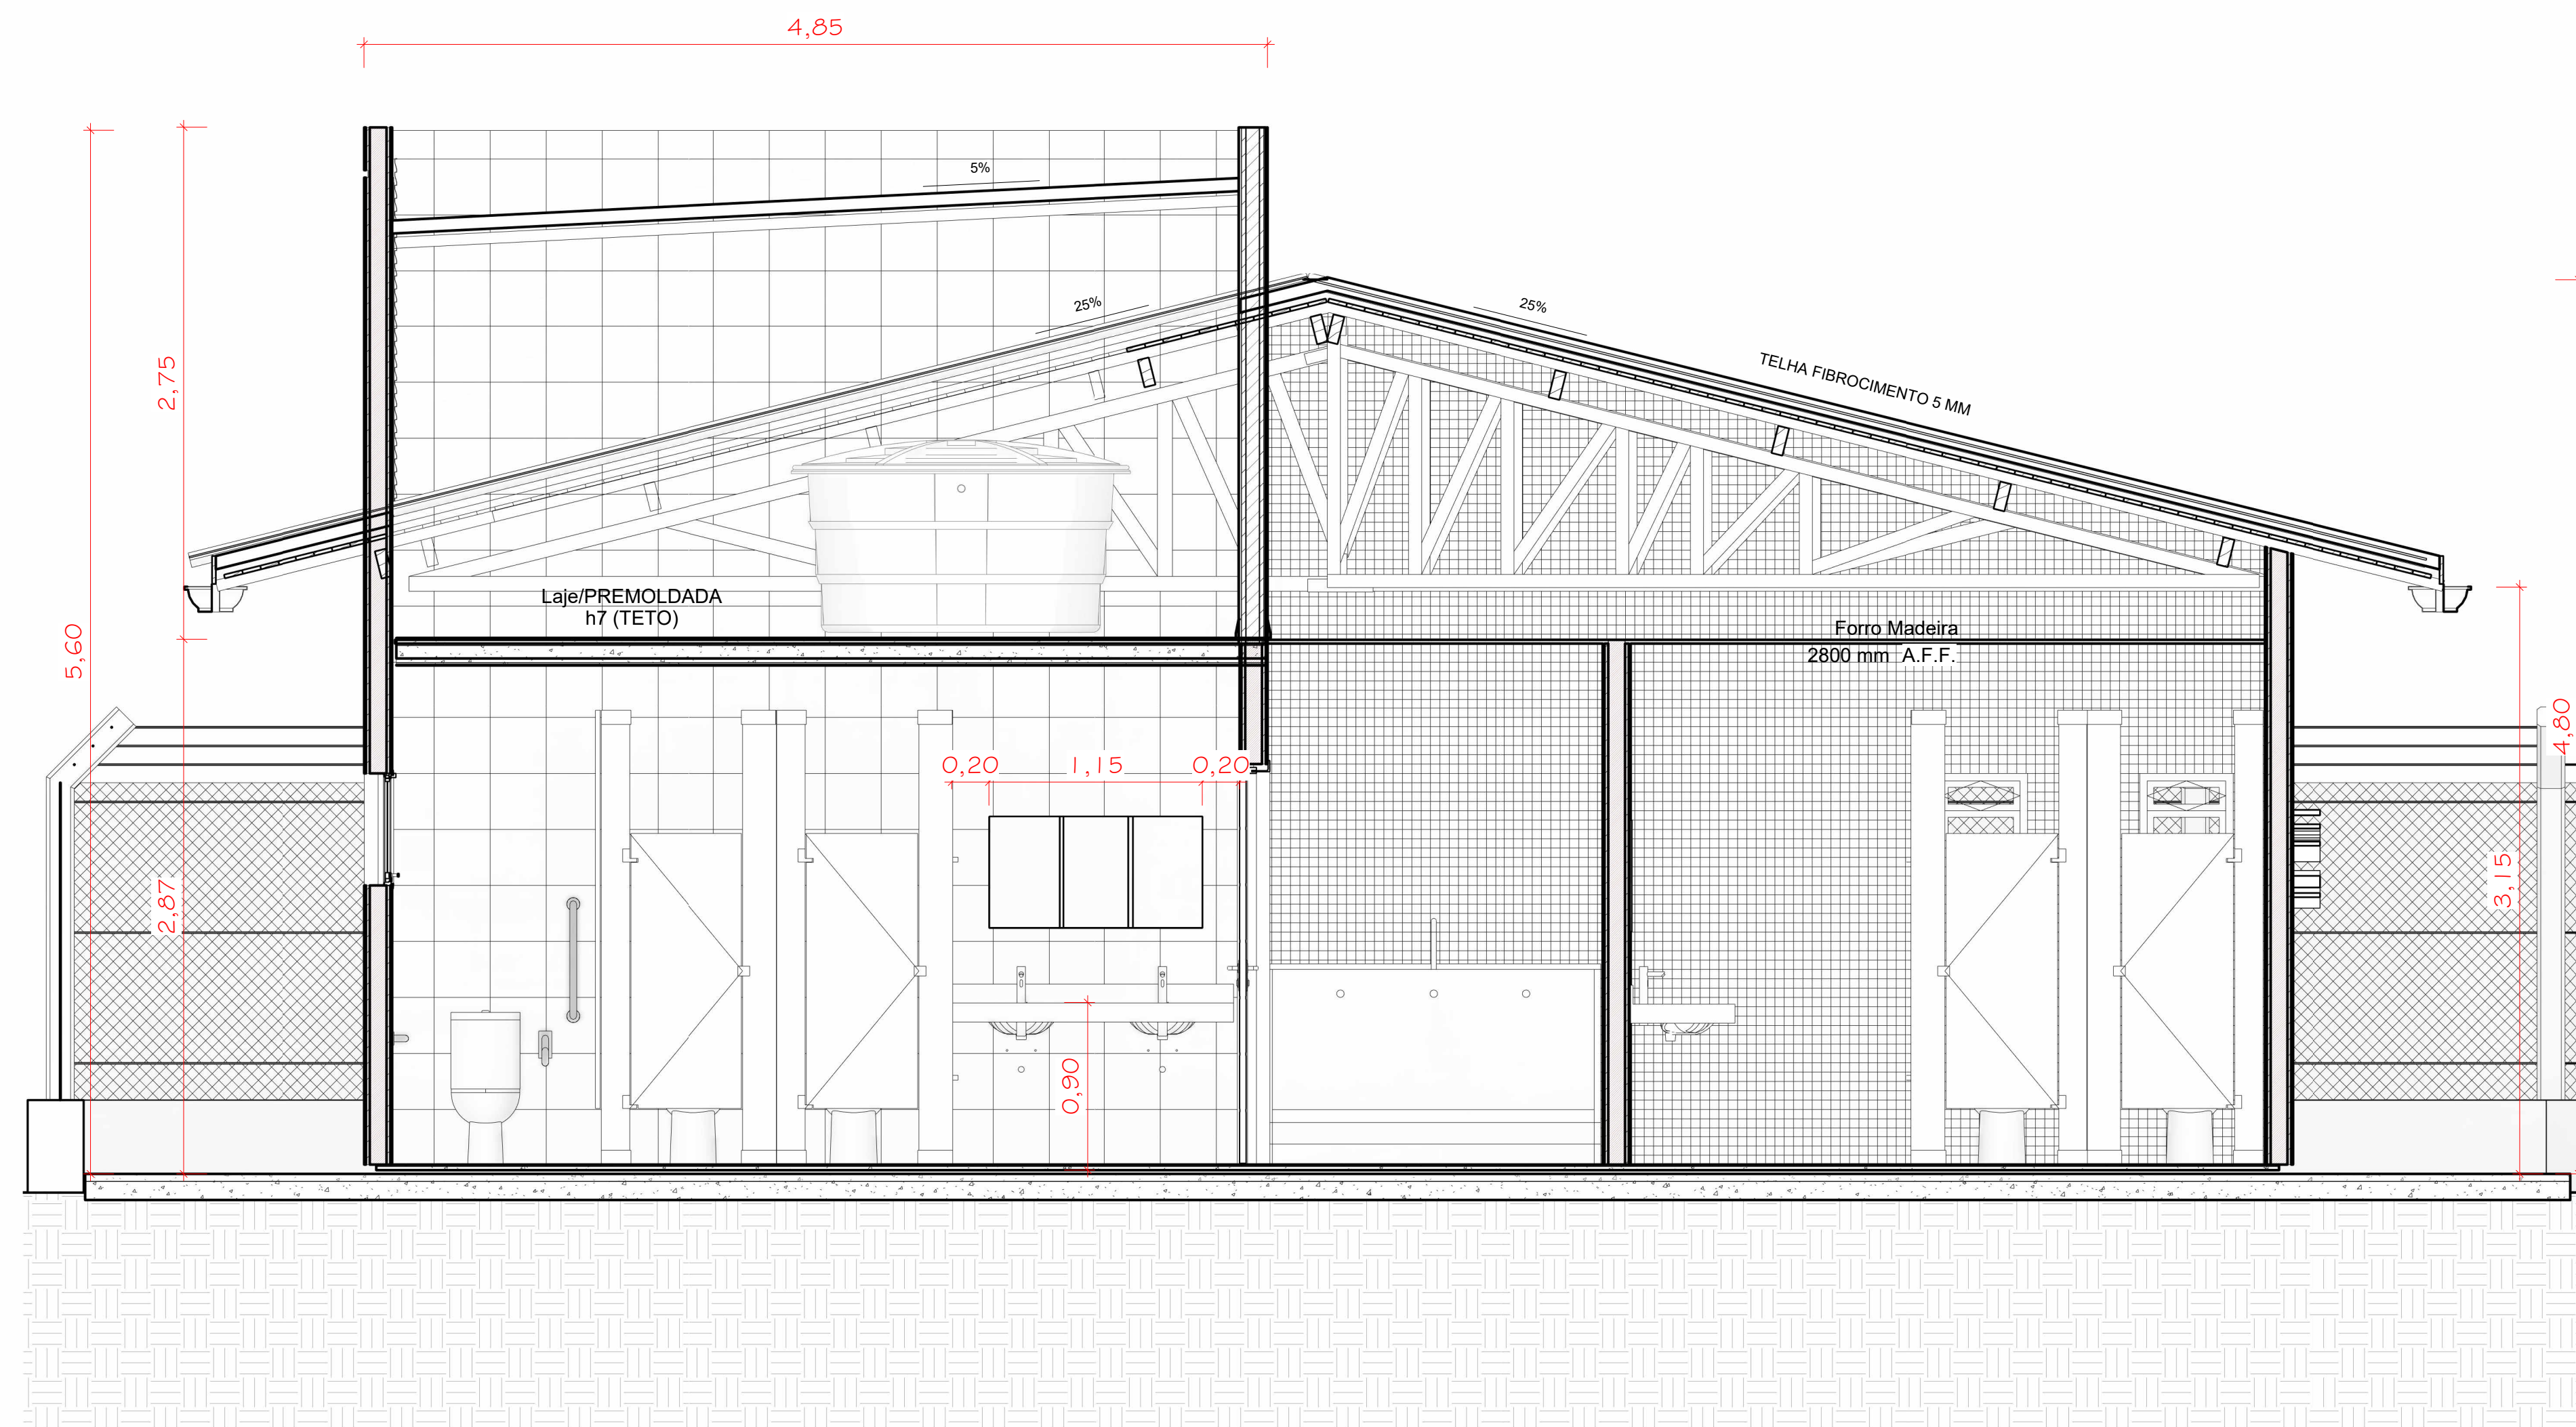 4,85
5%
25%
25%
TELHA FIBROCIMENTO 5 MM
2,75
5,60
Laje/PREMOLDADA
h7 (TETO)
Forro Madeira
2800 mm A.F.F.
4,80
0,20
1,15
0,20
2,87
3,15
0,90